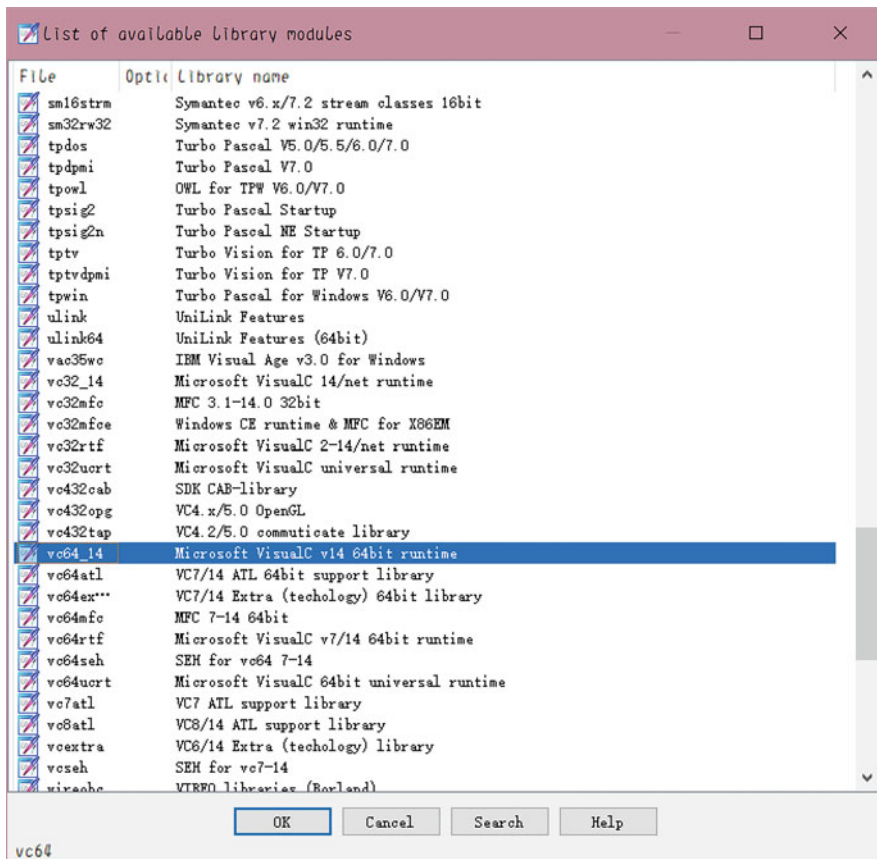 List of available library modules
File Optic Library name
sm16strm Symantec v6.x/7.2 stream classes 16bit
sm32rw32 Symantec v7.2 win32 runtime
tpdos Turbo Pascal V5.0/5.5/6.0/7.0
tpdpmi Turbo Pascal V7.0
tpowl OWL for TPW V6.0/V7.0
tpsig2 Turbo Pascal Startup
tpsig2n Turbo Pascal NE Startup
tptv Turbo Vision for TP 6.0/7.0
tptvdpmi Turbo Vision for TP V7.0
tpwin Turbo Pascal for Windows V6.0/V7.0
ulink UniLink Features
ulink64 UniLink Features (64bit)
vac35wc IBM Visual Age v3.0 for Windows
vc32_14 Microsoft VisualC 14/net runtime
vc32mfc MFC 3.1-14.0 32bit
vc32mfce Windows CE runtime & MFC for X86EM
vc32rtf Microsoft VisualC 2-14/net runtime
vc32ucrt Microsoft VisualC universal runtime
vc432cab SDK CAB-library
vc432opg VC4.x/5.0 OpenGL
vc432tap VC4.2/5.0 commuticate library
vc64_14 Microsoft VisualC v14 64bit runtime
vc64atl VC7/14 ATL 64bit support library
vc64ex… VC7/14 Extra (techology) 64bit library
vc64mfc MFC 7-14 64bit
vc64rtf Microsoft VisualC v7/14 64bit runtime
vc64seh SEH for vc64 7-14
vc64ucrt Microsoft VisualC 64bit universal runtime
vc7atl VC7 ATL support library
vc8atl VC8/14 ATL support library
vcextra VC6/14 Extra (techology) library
vcseh SEH for vc7-14
vireobc VIREO libraries (Borland)
OK Cancel Search Help
vc64